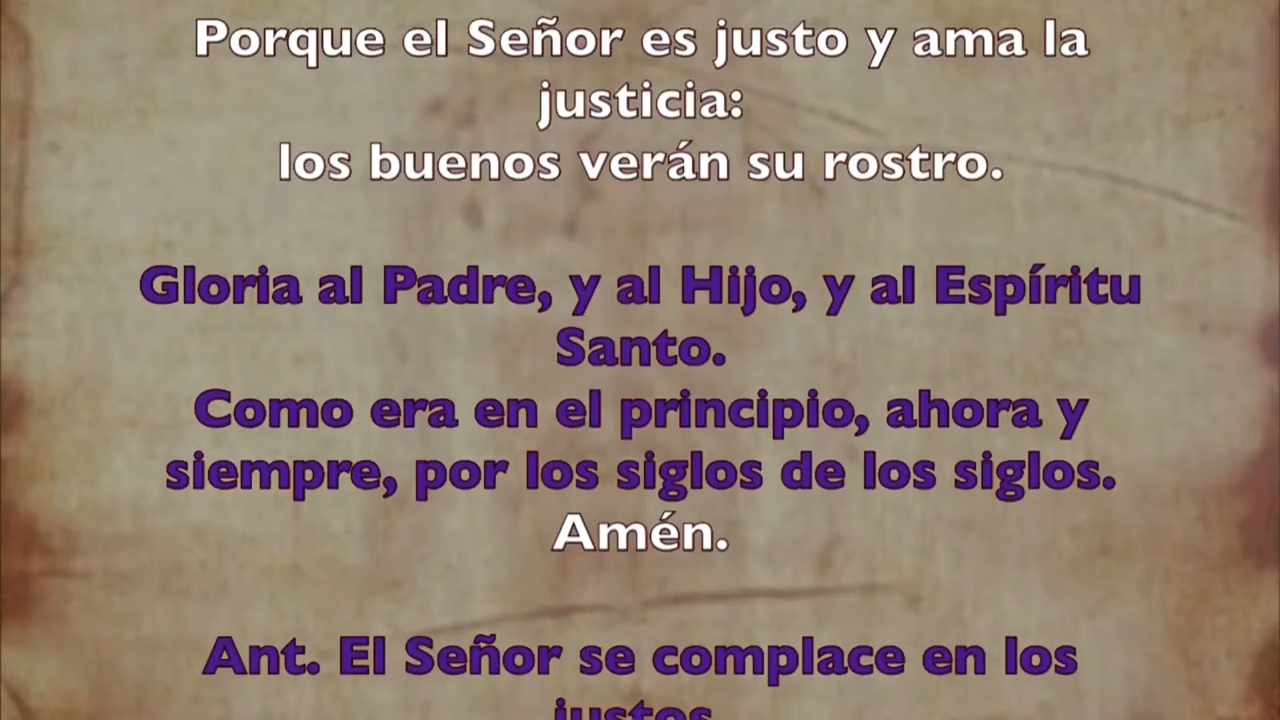 Porque el Señor es justo y ama la
justicia:
los buenos verán su rostro.
Gloria al Padre, y al Hijo, y al Espíritu
Santo.
Como era en el principio, ahora y
siempre, por los siglos de los siglos.
Amén.
Ant. El Señor se complace en los
justos.